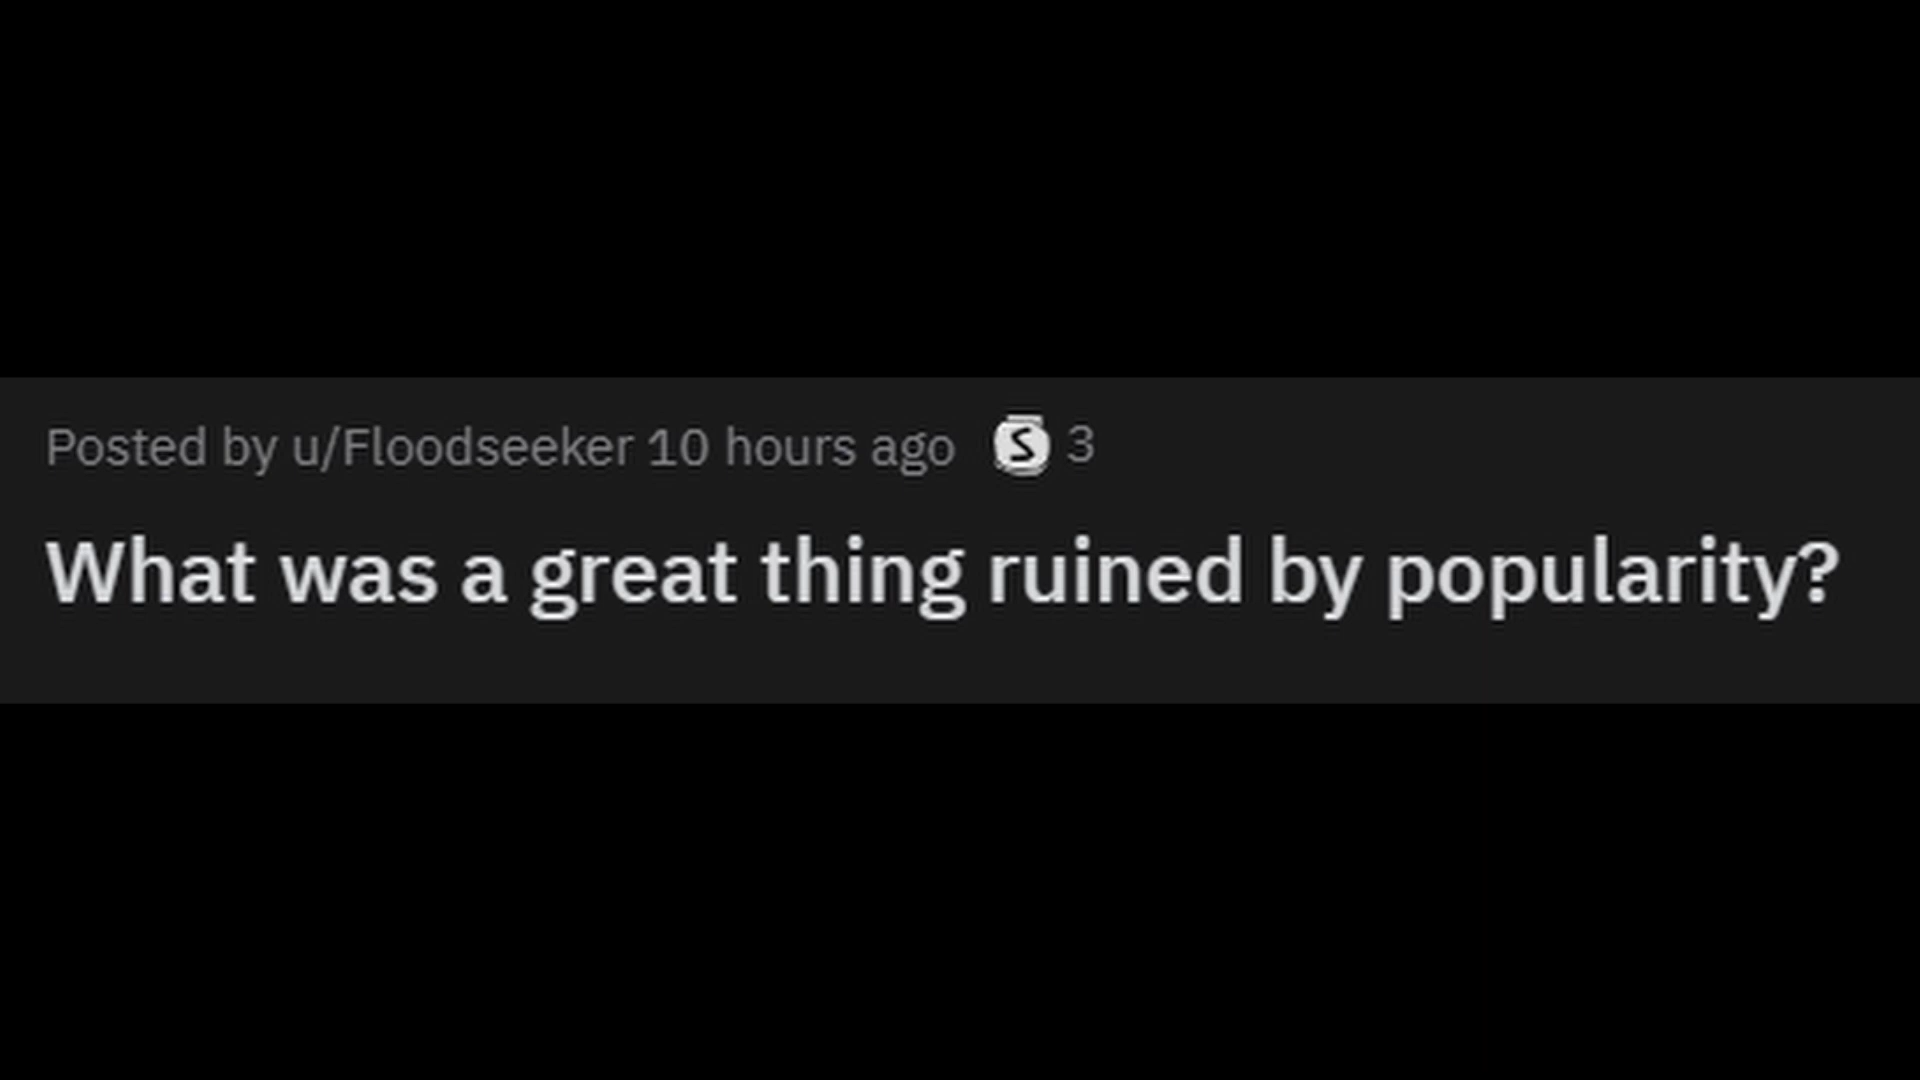 Posted by u/Floodseeker 10 hours ago S 3
What was a great thing ruined by popularity?